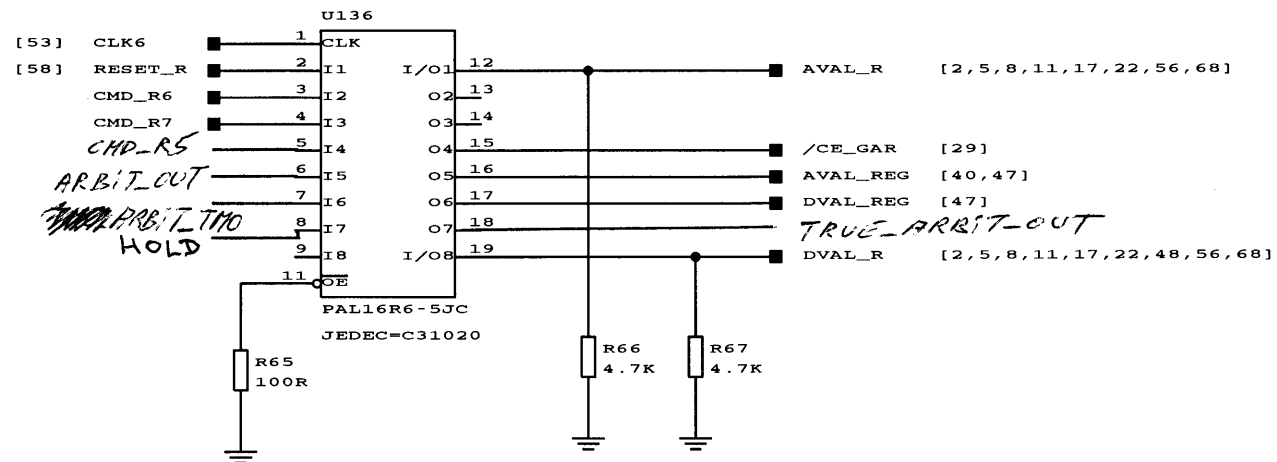 U136
[53] CLK6 1 CLK
[58] RESET_R 2 I1 I/O1 12 AVAL_R [2,5,8,11,17,22,56,68]
CMD_R6 3 I2 O2 13
CMD_R7 4 I3 O3 14
CMD_R5 5 I4 O4 15 /CE_GAR [29]
ARBIT_OUT 6 I5 O5 16 AVAL_REG [40,47]
ARBIT_TMO 7 I6 O6 17 DVAL_REG [47]
HOLD 8 I7 O7 18 TRUE_ARBIT_OUT
9 I8 I/O8 19 DVAL_R [2,5,8,11,17,22,48,56,68]
11 OE
PAL16R6-5JC
JEDEC=C31020
R65
100R
R66
4.7K
R67
4.7K